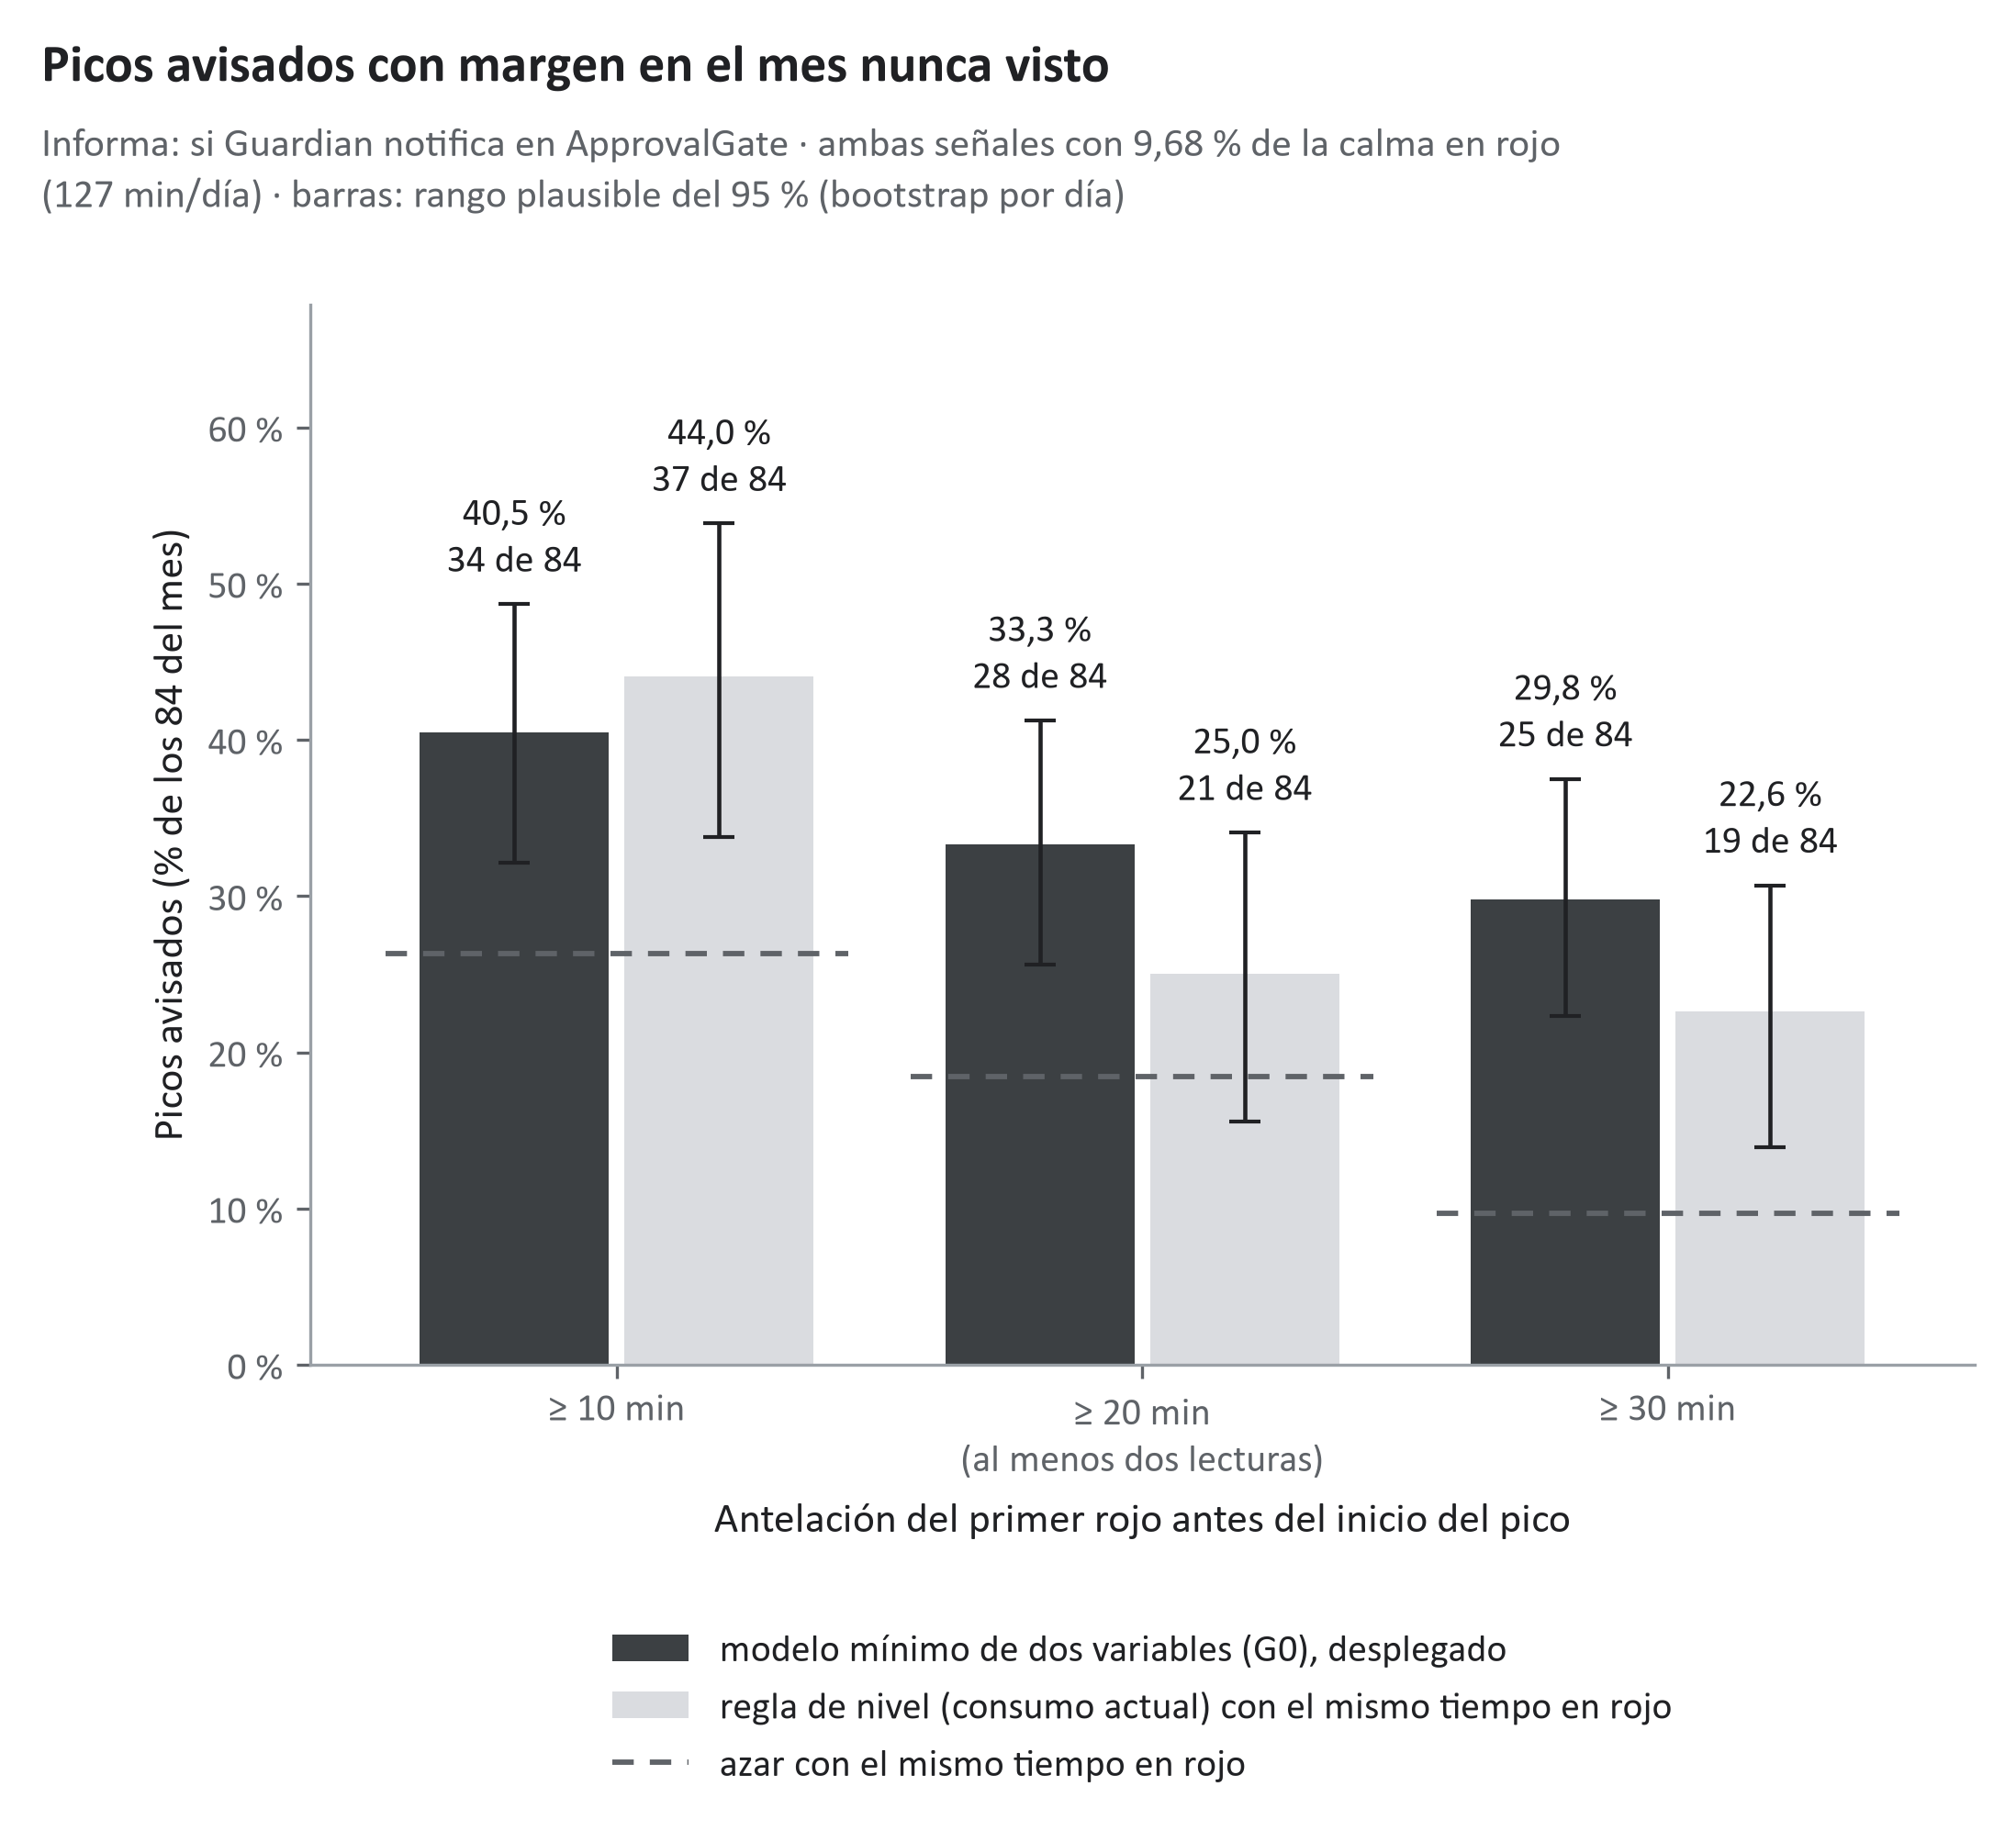 Picos avisados con margen en el mes nunca visto
Informa: si Guardian notifica en ApprovalGate · ambas señales con 9,68 % de la calma en rojo
(127 min/día) · barras: rango plausible del 95 % (bootstrap por día)
Picos avisados (% de los 84 del mes)
60 %
50 %
40 %
30 %
20 %
10 %
0 %
40,5 %
34 de 84
44,0 %
37 de 84
33,3 %
28 de 84
25,0 %
21 de 84
29,8 %
25 de 84
22,6 %
19 de 84
≥ 10 min
≥ 20 min
(al menos dos lecturas)
≥ 30 min
Antelación del primer rojo antes del inicio del pico
modelo mínimo de dos variables (G0), desplegado
regla de nivel (consumo actual) con el mismo tiempo en rojo
azar con el mismo tiempo en rojo